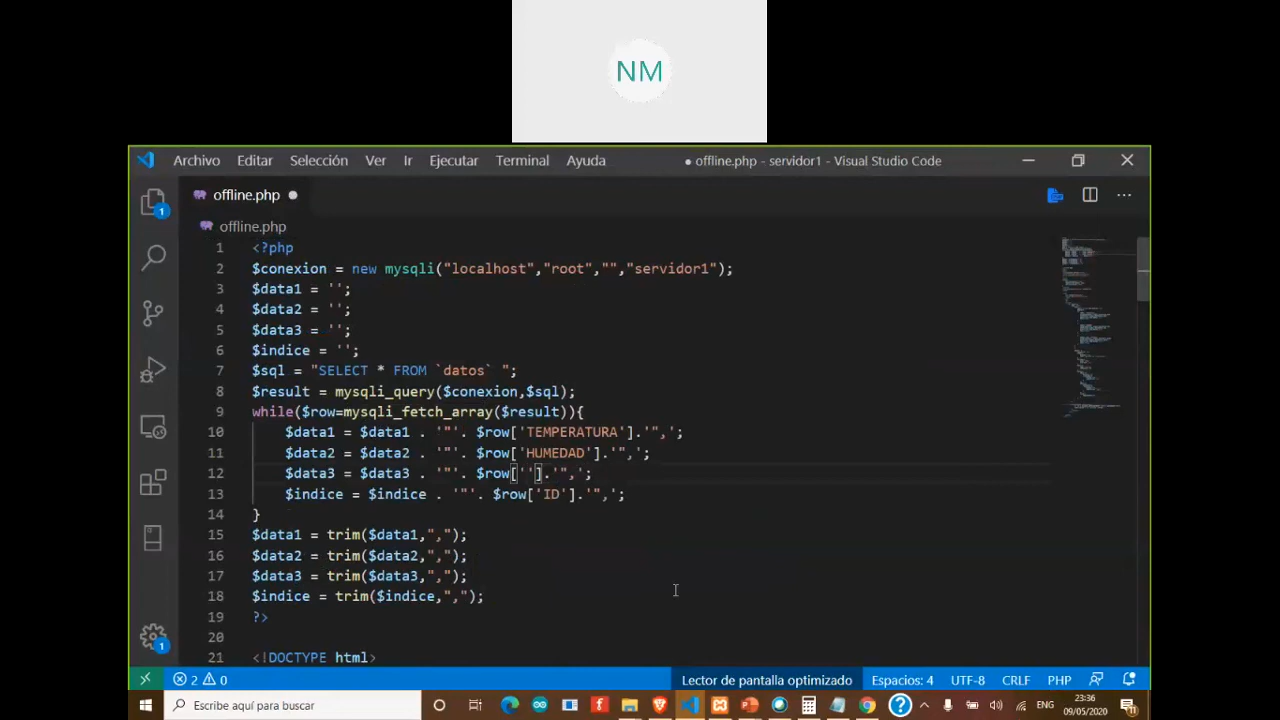 NM
Archivo Editar Selección Ver Ir Ejecutar Terminal Ayuda ● offline.php - servidor1 - Visual Studio Code
offline.php
offline.php
1 <?php
2 $conexion = new mysqli("localhost","root","","servidor1");
3 $data1 = '';
4 $data2 = '';
5 $data3 = '';
6 $indice = '';
7 $sql = "SELECT * FROM `datos` ";
8 $result = mysqli_query($conexion,$sql);
9 while($row=mysqli_fetch_array($result)){
10 $data1 = $data1 . '"'. $row['TEMPERATURA'].'",';
11 $data2 = $data2 . '"'. $row['HUMEDAD'].'",';
12 $data3 = $data3 . '"'. $row[''].'",';
13 $indice = $indice . '"'. $row['ID'].'",';
14 }
15 $data1 = trim($data1,",");
16 $data2 = trim($data2,",");
17 $data3 = trim($data3,",");
18 $indice = trim($indice,",");
19 ?>
20
21 <!DOCTYPE html>
1
1
2 0 Lector de pantalla optimizado Espacios: 4 UTF-8 CRLF PHP
Escribe aquí para buscar
ENG 23:36
09/05/2020